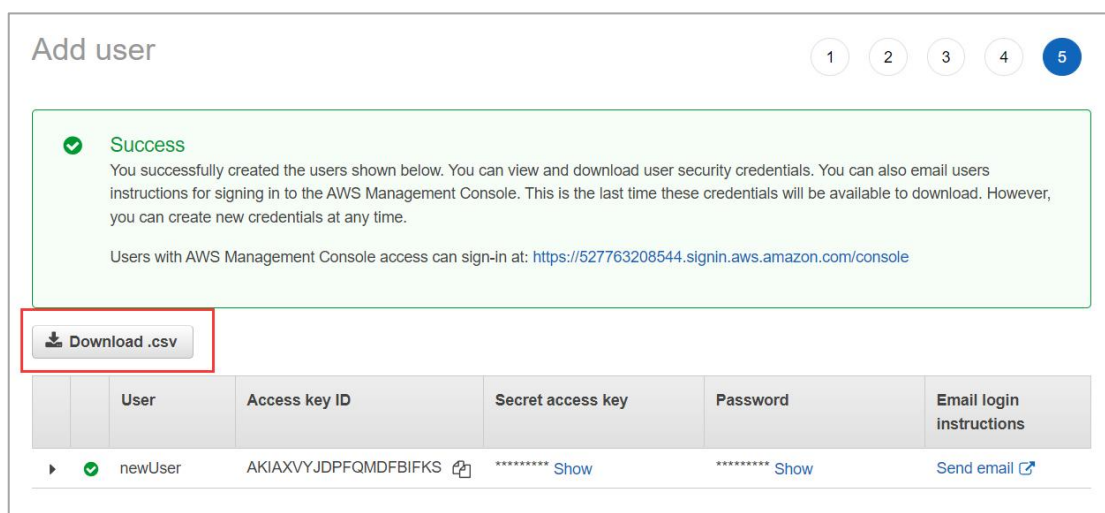 Add user
1 2 3 4 5
Success
You successfully created the users shown below. You can view and download user security credentials. You can also email users
instructions for signing in to the AWS Management Console. This is the last time these credentials will be available to download. However,
you can create new credentials at any time.
Users with AWS Management Console access can sign-in at: https://527763208544.signin.aws.amazon.com/console
Download .csv
User Access key ID Secret access key Password Email login
instructions
newUser AKIAXVYJDPFQMDFBIFKS ********* Show ********* Show Send email